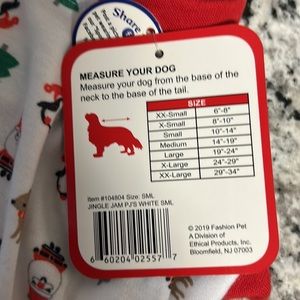 Share
MEASURE YOUR DOG
Measure your dog from the base of the
neck to the base of the tail.
SIZE
XX-Small 6"-8"
X-Small 8"-10"
Small 10"-14"
Medium 14"-19"
Large 19"-24"
X-Large 24"-29"
XX-Large 29"-34"
Item #104804 Size: SML
JINGLE JAM PJ'S WHITE SML
6 60204 02557 7
© 2019 Fashion Pet
A Division of
Ethical Products, Inc.
Bloomfield, NJ 07003